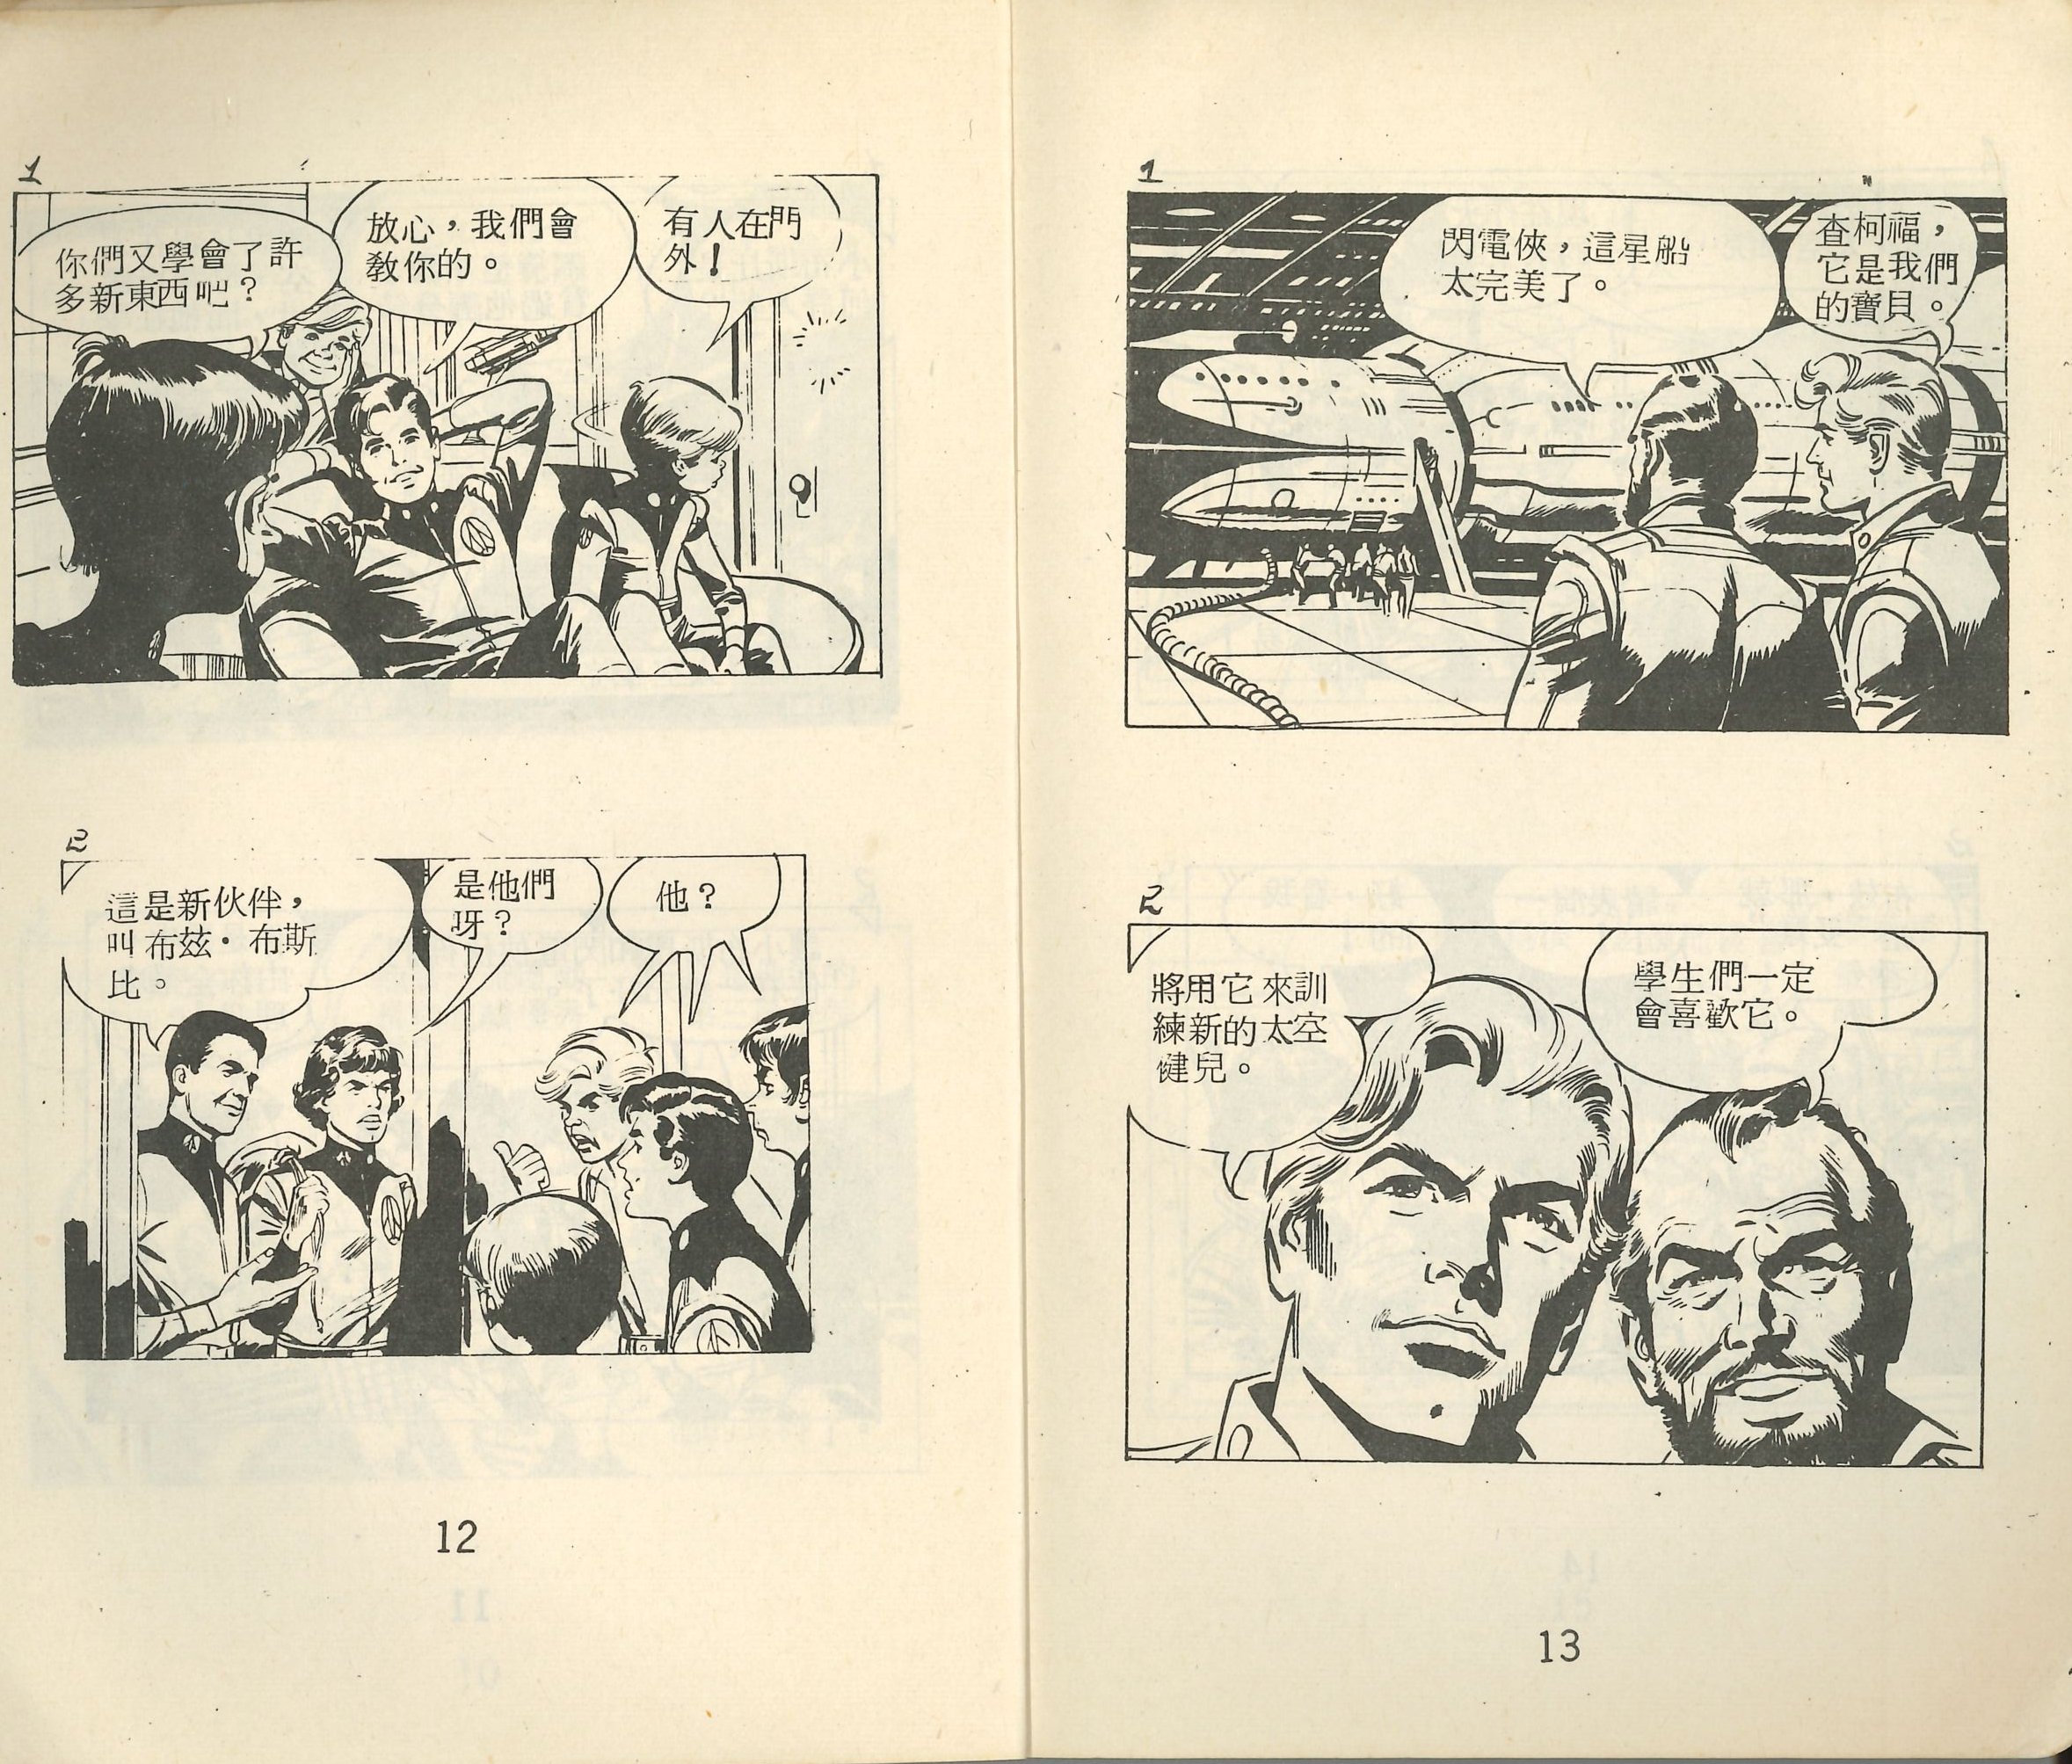 1
你們又學會了許
多新東西吧？
放心，我們會
教你的。
有人在門
外！
2
這是新伙伴，
叫布茲·布斯
比。
是他們
呀？
他？
12
1
閃電俠，這星船
太完美了。
查柯福，
它是我們
的寶貝。
2
將用它來訓
練新的太空
健兒。
學生們一定
會喜歡它。
13